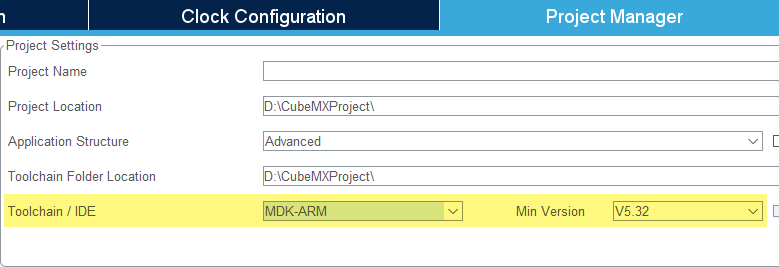 n Clock Configuration Project Manager
Project Settings
Project Name
Project Location D:\CubeMXProject\
Application Structure Advanced
Toolchain Folder Location D:\CubeMXProject\
Toolchain / IDE MDK-ARM Min Version V5.32